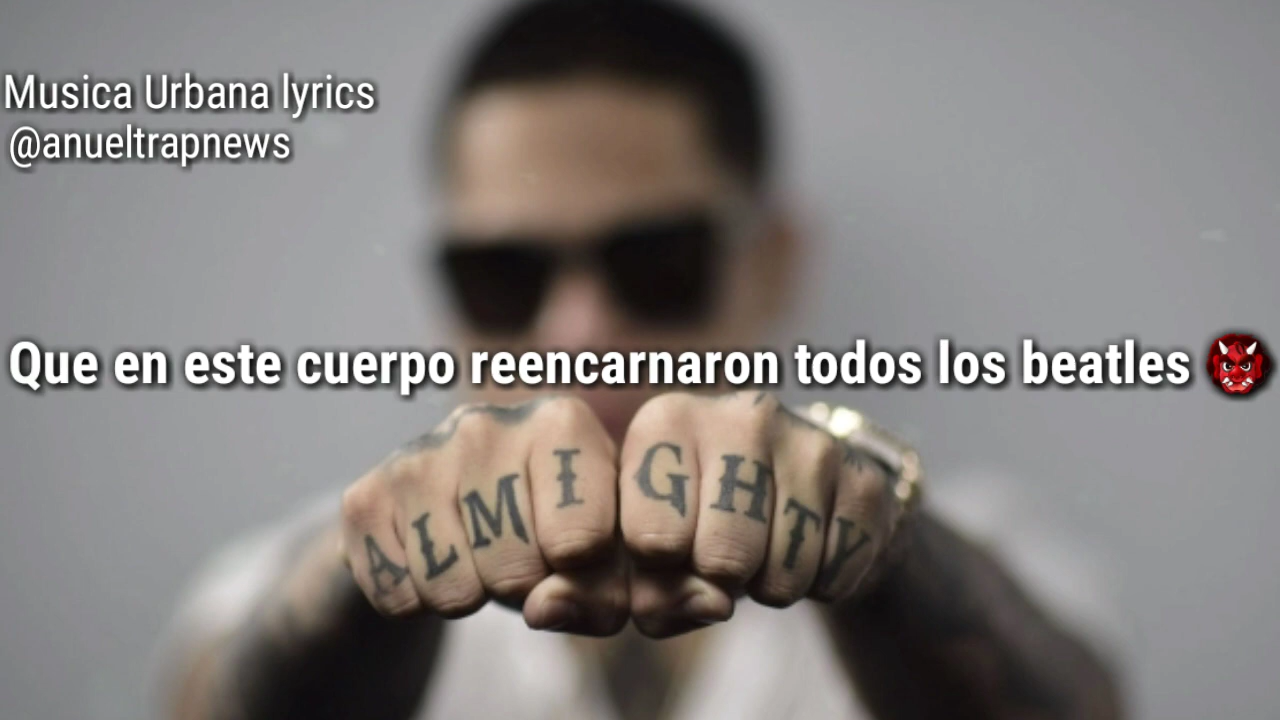 Musica Urbana lyrics
@anueltrapnews
Que en este cuerpo reencarnaron todos los beatles 👹
ALMIGHTY